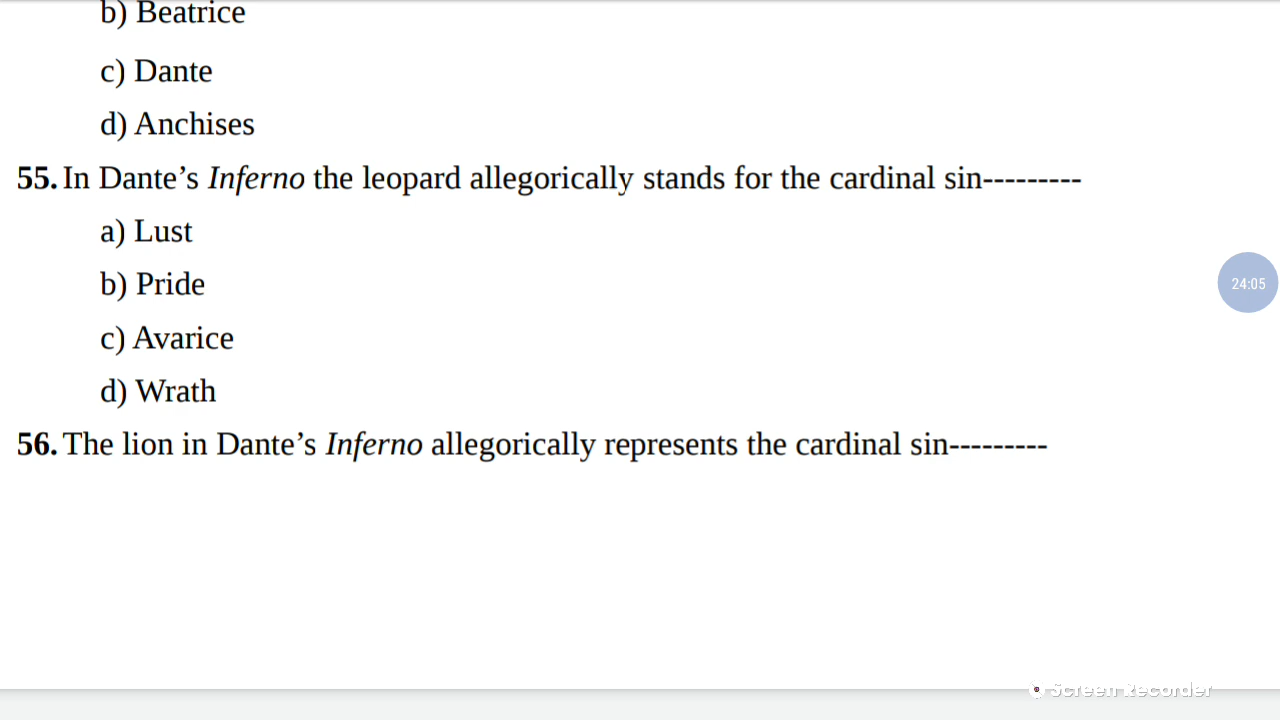 b) Beatrice
c) Dante
d) Anchises
55. In Dante’s Inferno the leopard allegorically stands for the cardinal sin---------
a) Lust
b) Pride
24:05
c) Avarice
d) Wrath
56. The lion in Dante’s Inferno allegorically represents the cardinal sin---------
Screen Recorder